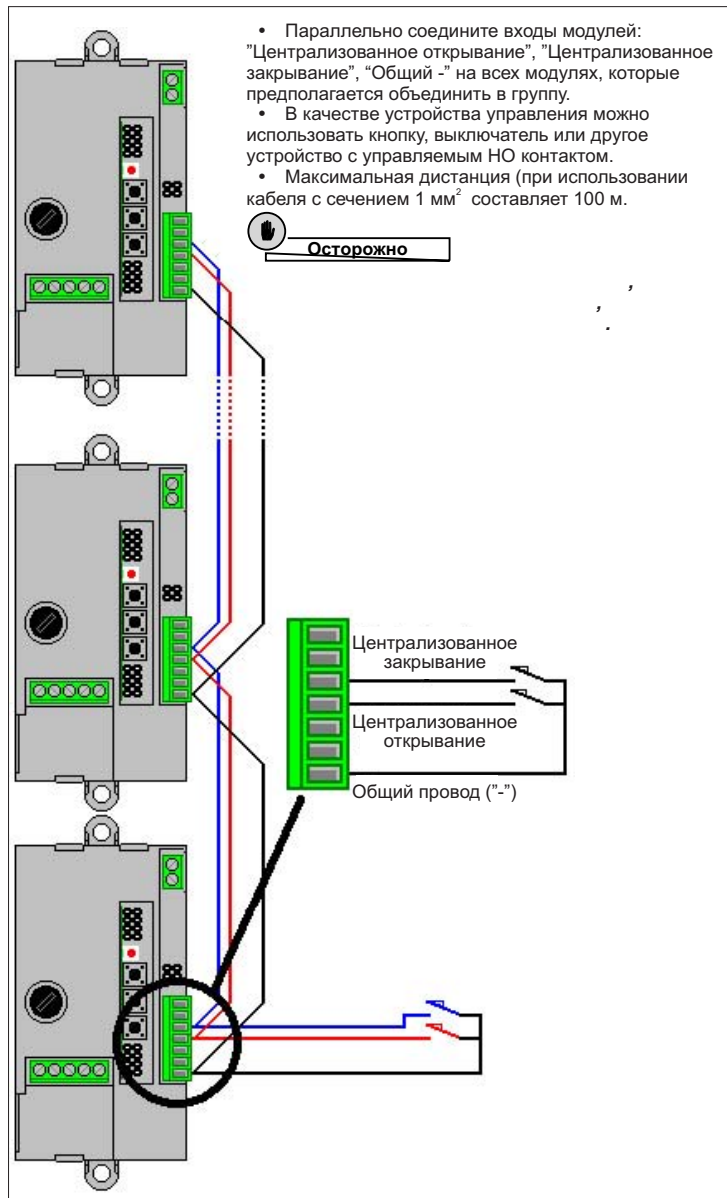 • Параллельно соедините входы модулей:
"Централизованное открывание", "Централизованное
закрывание", “Общий -” на всех модулях, которые
предполагается объединить в группу.
• В качестве устройства управления можно
использовать кнопку, выключатель или другое
устройство с управляемым НО контактом.
• Максимальная дистанция (при использовании
кабеля с сечением 1 мм² составляет 100 м.
Осторожно
,
,
.
Централизованное
закрывание
Централизованное
открывание
Общий провод ("-")